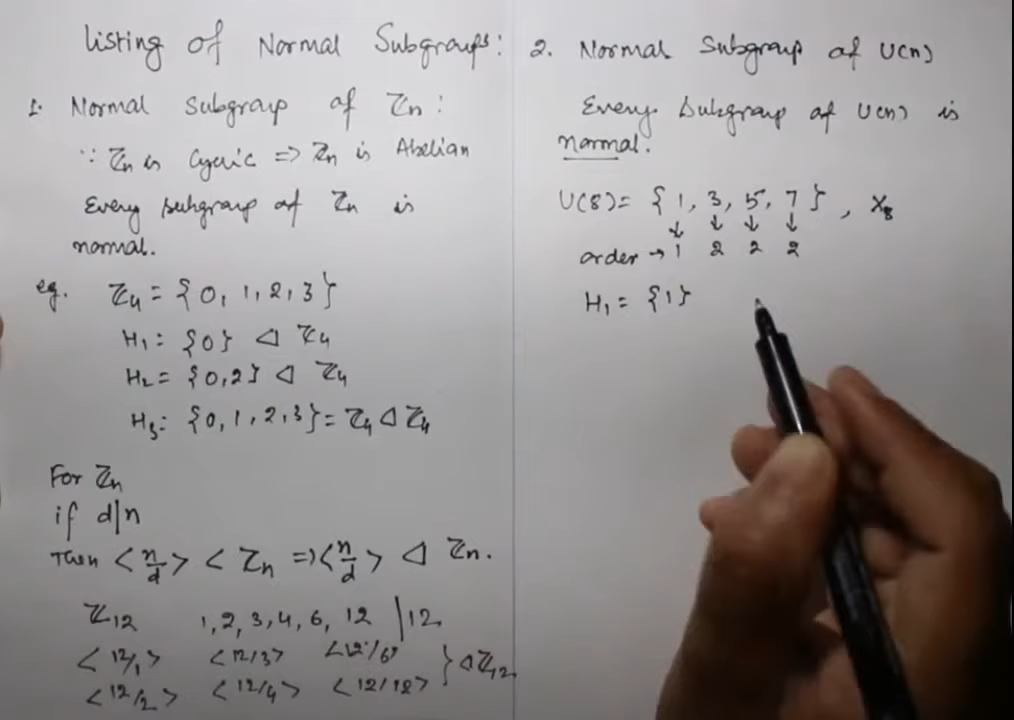 Listing of Normal Subgroups:
1. Normal Subgroup of Zn:
∵ Zn is Cyclic => Zn is Abelian
Every subgroup of Zn is
normal.
eg. Z4 = {0, 1, 2, 3}
H1 = {0} ⊲ Z4
H2 = {0,2} ⊲ Z4
H3 = {0, 1, 2, 3} = Z4 ⊲ Z4
For Zn
if d|n
Then <n/d> < Zn => <n/d> ⊲ Zn.
Z12 1, 2, 3, 4, 6, 12 | 12
<12/1> <12/3> <12/6> } ⊲ Z12
<12/2> <12/4> <12/12>
2. Normal Subgroup of U(n)
Every Subgroup of U(n) is
normal.
U(8) = {1, 3, 5, 7}, ×8
↓ ↓ ↓ ↓
order → 1 2 2 2
H1 = {1}